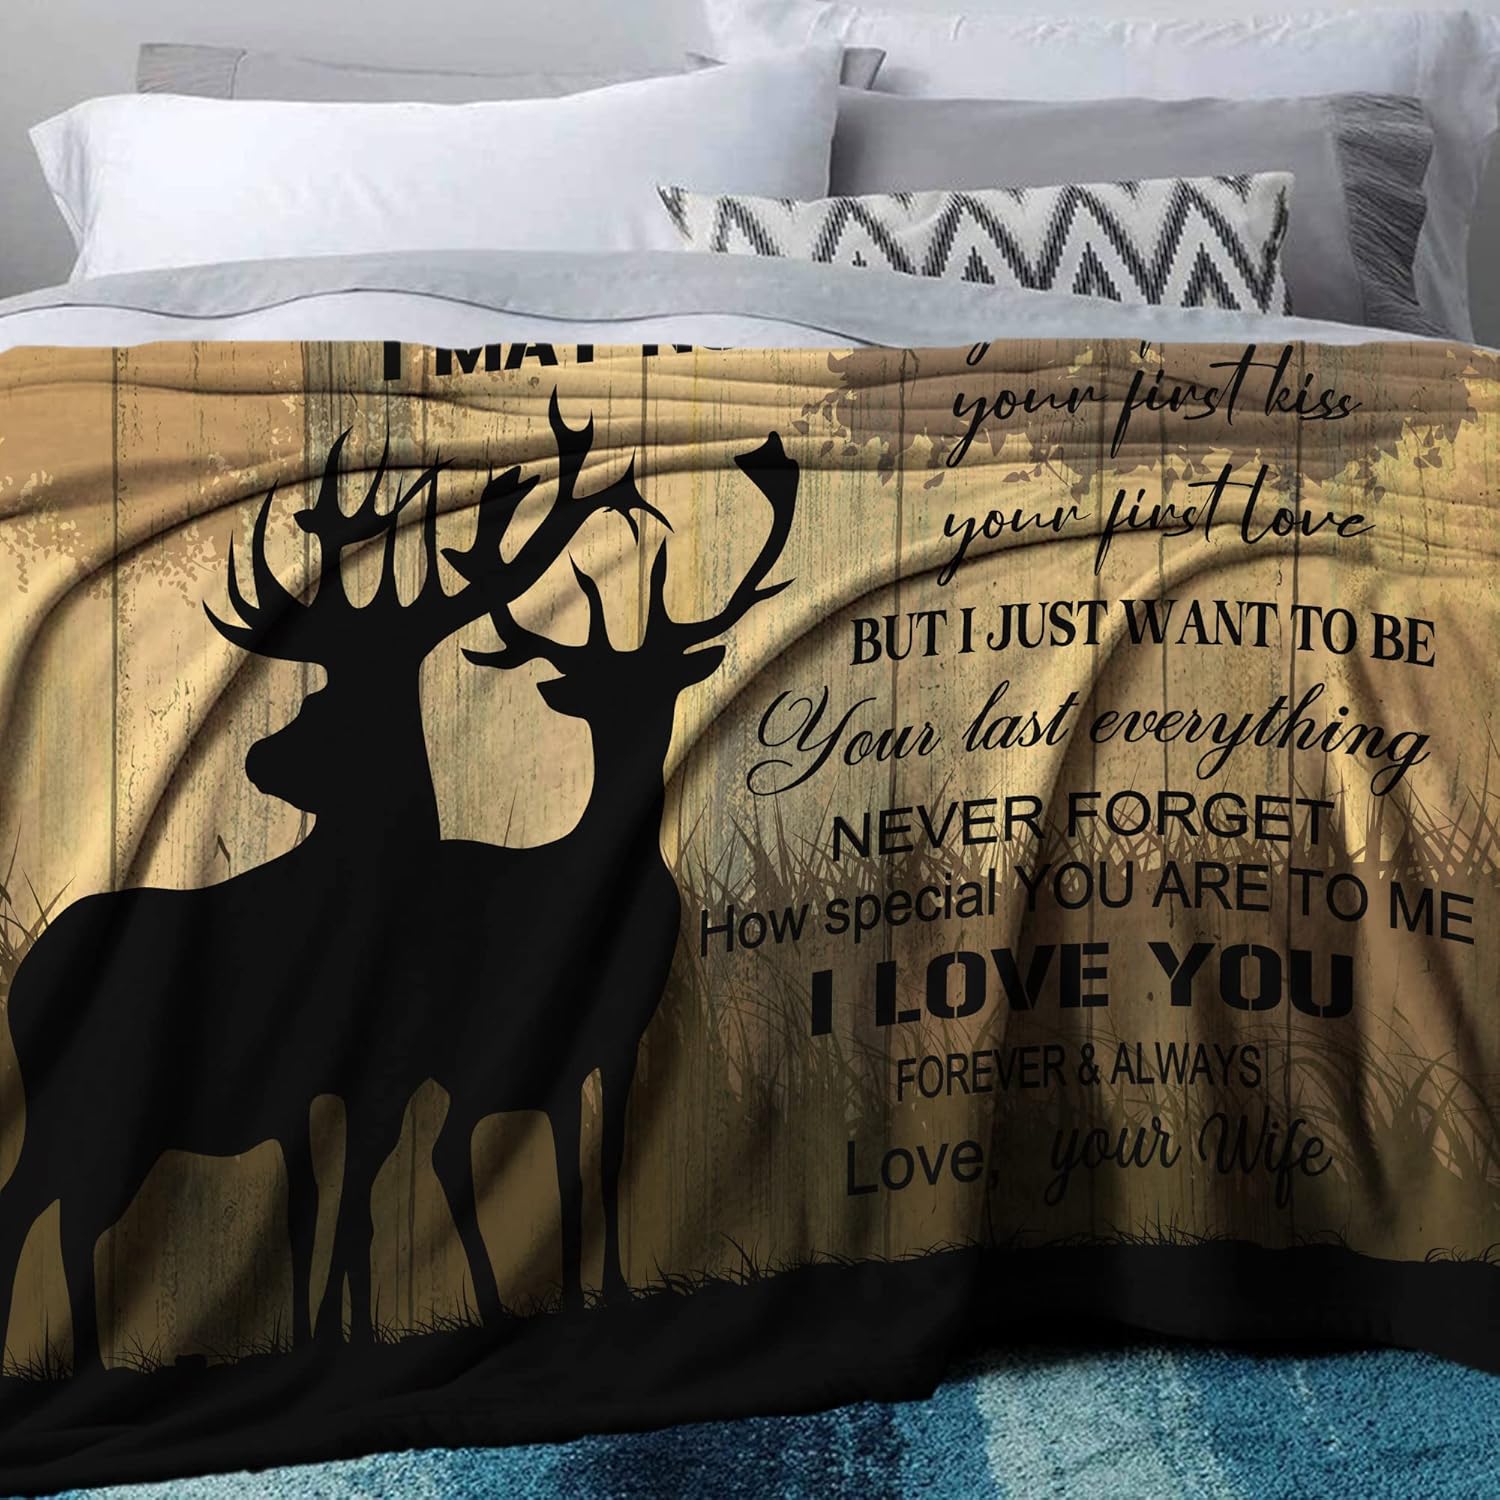 I MAY
your first kiss
your first love
BUT I JUST WANT TO BE
Your last everything
NEVER FORGET
How special YOU ARE TO ME
I LOVE YOU
FOREVER & ALWAYS
Love, your Wife